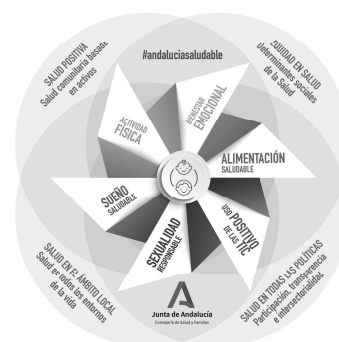 SALUD POSITIVA
Salud comunitaria basada
en activos
#andaluciasaludable
EQUIDAD EN SALUD
determinantes sociales
de la Salud
ACTIVIDAD
FÍSICA
BIENESTAR
EMOCIONAL
ALIMENTACIÓN
SALUDABLE
SUEÑO
SALUDABLE
SEXUALIDAD
RESPONSABLE
USO POSITIVO
DE LAS TIC
SALUD EN EL ÁMBITO LOCAL
Salud en todos los entornos
de la vida
SALUD EN TODAS LAS POLÍTICAS
Participación, transparencia
e intersectorialidad
Junta de Andalucía
Consejería de Salud y Familias